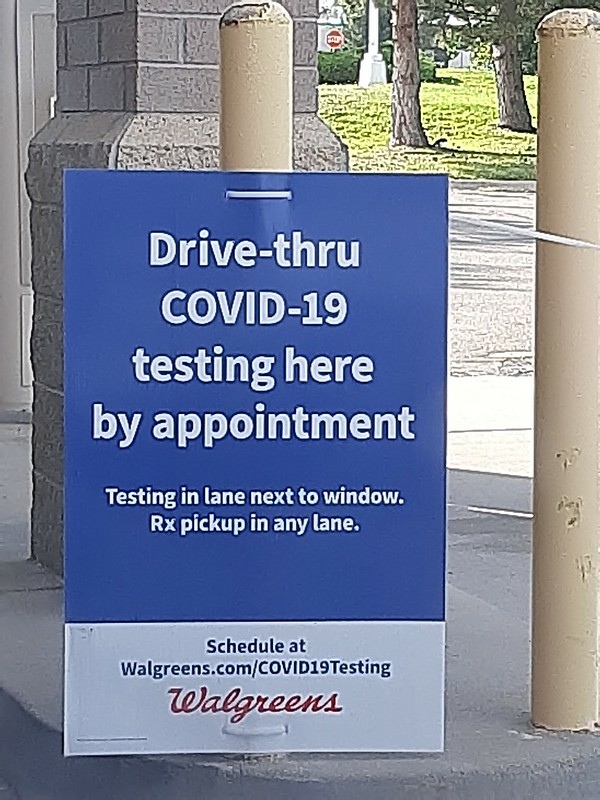 Drive-thru
COVID-19
testing here
by appointment
Testing in lane next to window.
Rx pickup in any lane.
Schedule at
Walgreens.com/COVID19Testing
Walgreens